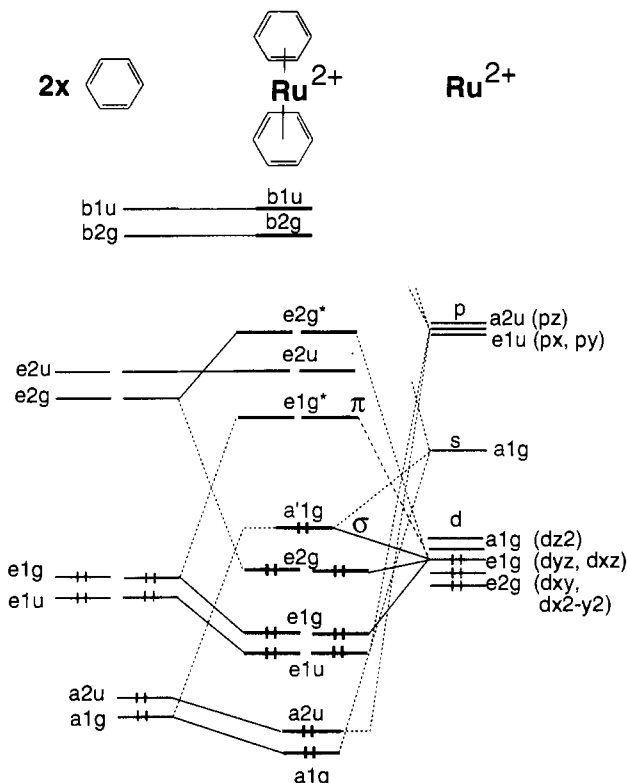 2x
Ru2+
Ru2+
b1u
b1u
b2g
b2g
e2g*
p
a2u (pz)
e1u (px, py)
e2u
e2u
e2g
e1g*
π
s
a1g
a'1g
σ
d
a1g (dz2)
e1g
e2g
e1g (dyz, dxz)
e1u
e2g (dxy,
dx2-y2)
e1g
e1u
a2u
a2u
a1g
a1g